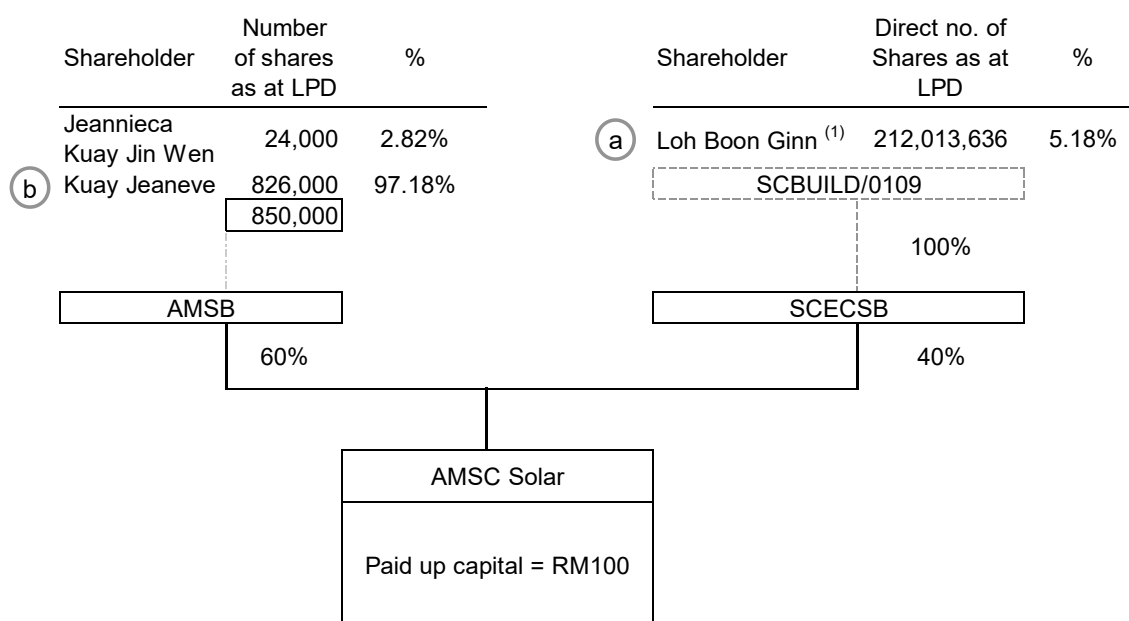 Shareholder Number of shares as at LPD %
Jeannieca Kuay Jin Wen 24,000 2.82%
b Kuay Jeaneve 826,000 97.18%
850,000
AMSB
60%
Shareholder Direct no. of Shares as at LPD %
a Loh Boon Ginn (1) 212,013,636 5.18%
SCBUILD/0109
100%
SCECSB
40%
AMSC Solar
Paid up capital = RM100